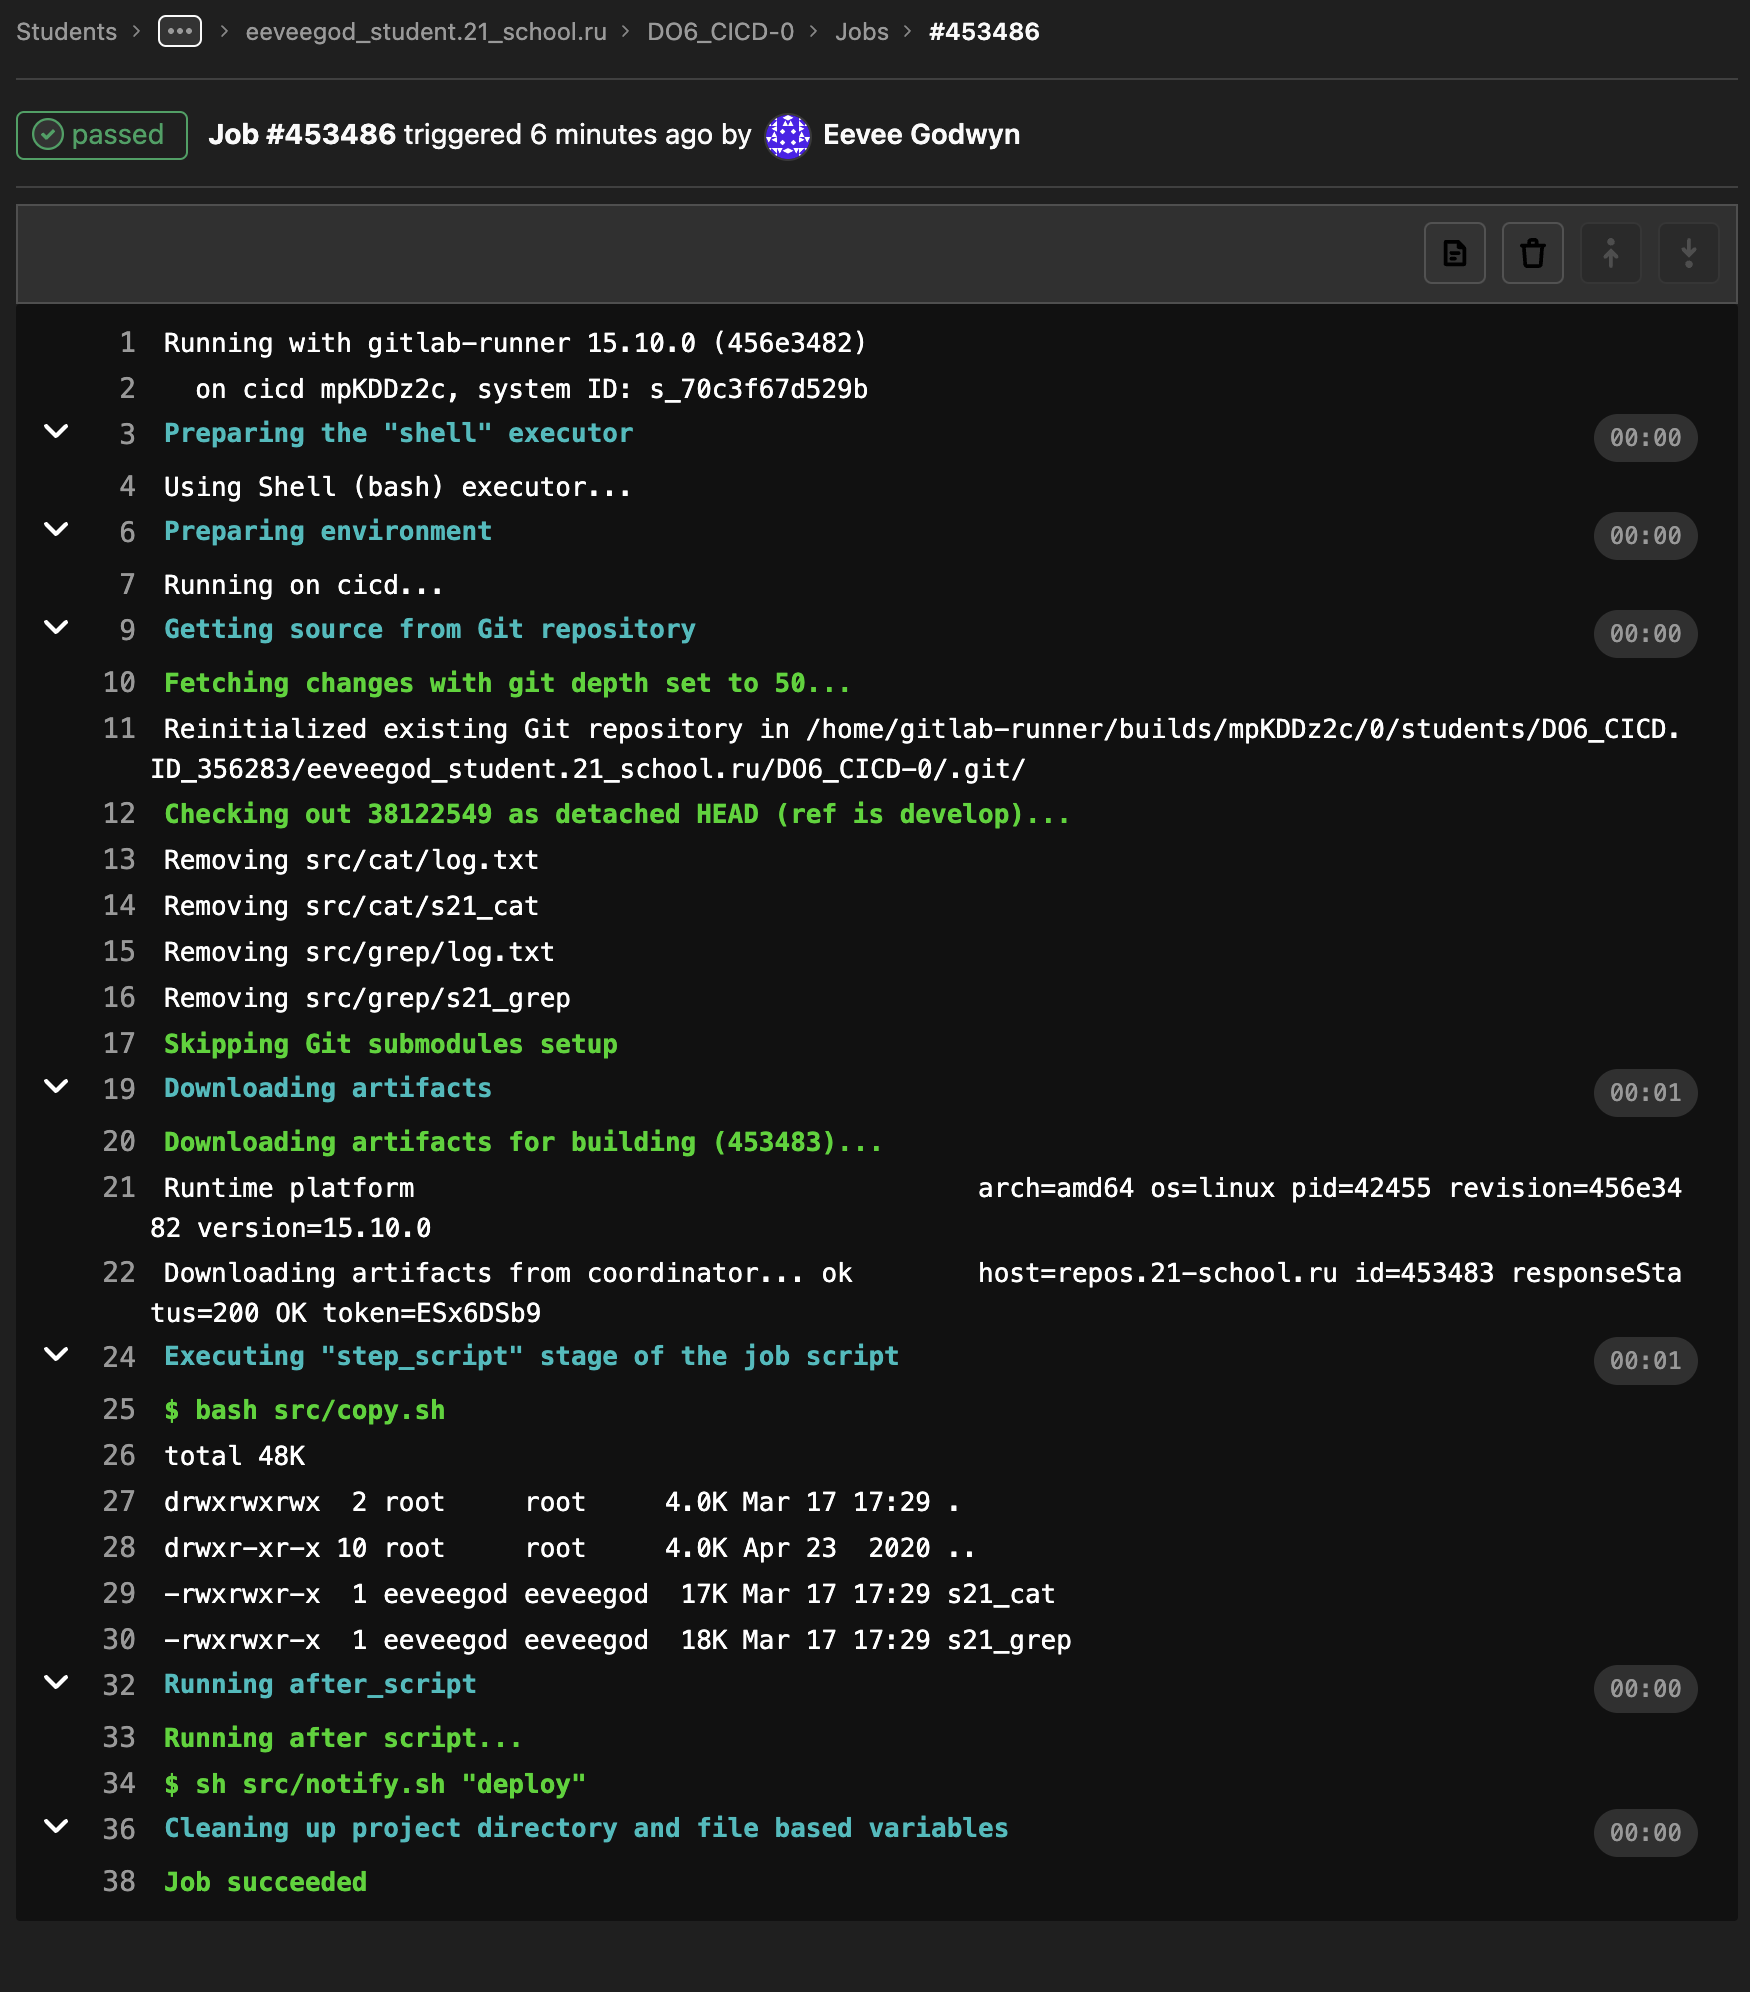 Students > ••• > eeveegod_student.21_school.ru > DO6_CICD-0 > Jobs > #453486
passed Job #453486 triggered 6 minutes ago by Eevee Godwyn
1 Running with gitlab-runner 15.10.0 (456e3482)
2   on cicd mpKDDz2c, system ID: s_70c3f67d529b
3 Preparing the "shell" executor 00:00
4 Using Shell (bash) executor...
6 Preparing environment 00:00
7 Running on cicd...
9 Getting source from Git repository 00:00
10 Fetching changes with git depth set to 50...
11 Reinitialized existing Git repository in /home/gitlab-runner/builds/mpKDDz2c/0/students/DO6_CICD.
ID_356283/eeveegod_student.21_school.ru/DO6_CICD-0/.git/
12 Checking out 38122549 as detached HEAD (ref is develop)...
13 Removing src/cat/log.txt
14 Removing src/cat/s21_cat
15 Removing src/grep/log.txt
16 Removing src/grep/s21_grep
17 Skipping Git submodules setup
19 Downloading artifacts 00:01
20 Downloading artifacts for building (453483)...
21 Runtime platform                                    arch=amd64 os=linux pid=42455 revision=456e34
82 version=15.10.0
22 Downloading artifacts from coordinator... ok        host=repos.21-school.ru id=453483 responseSta
tus=200 OK token=ESx6DSb9
24 Executing "step_script" stage of the job script 00:01
25 $ bash src/copy.sh
26 total 48K
27 drwxrwxrwx  2 root     root     4.0K Mar 17 17:29 .
28 drwxr-xr-x 10 root     root     4.0K Apr 23  2020 ..
29 -rwxrwxr-x  1 eeveegod eeveegod  17K Mar 17 17:29 s21_cat
30 -rwxrwxr-x  1 eeveegod eeveegod  18K Mar 17 17:29 s21_grep
32 Running after_script 00:00
33 Running after script...
34 $ sh src/notify.sh "deploy"
36 Cleaning up project directory and file based variables 00:00
38 Job succeeded